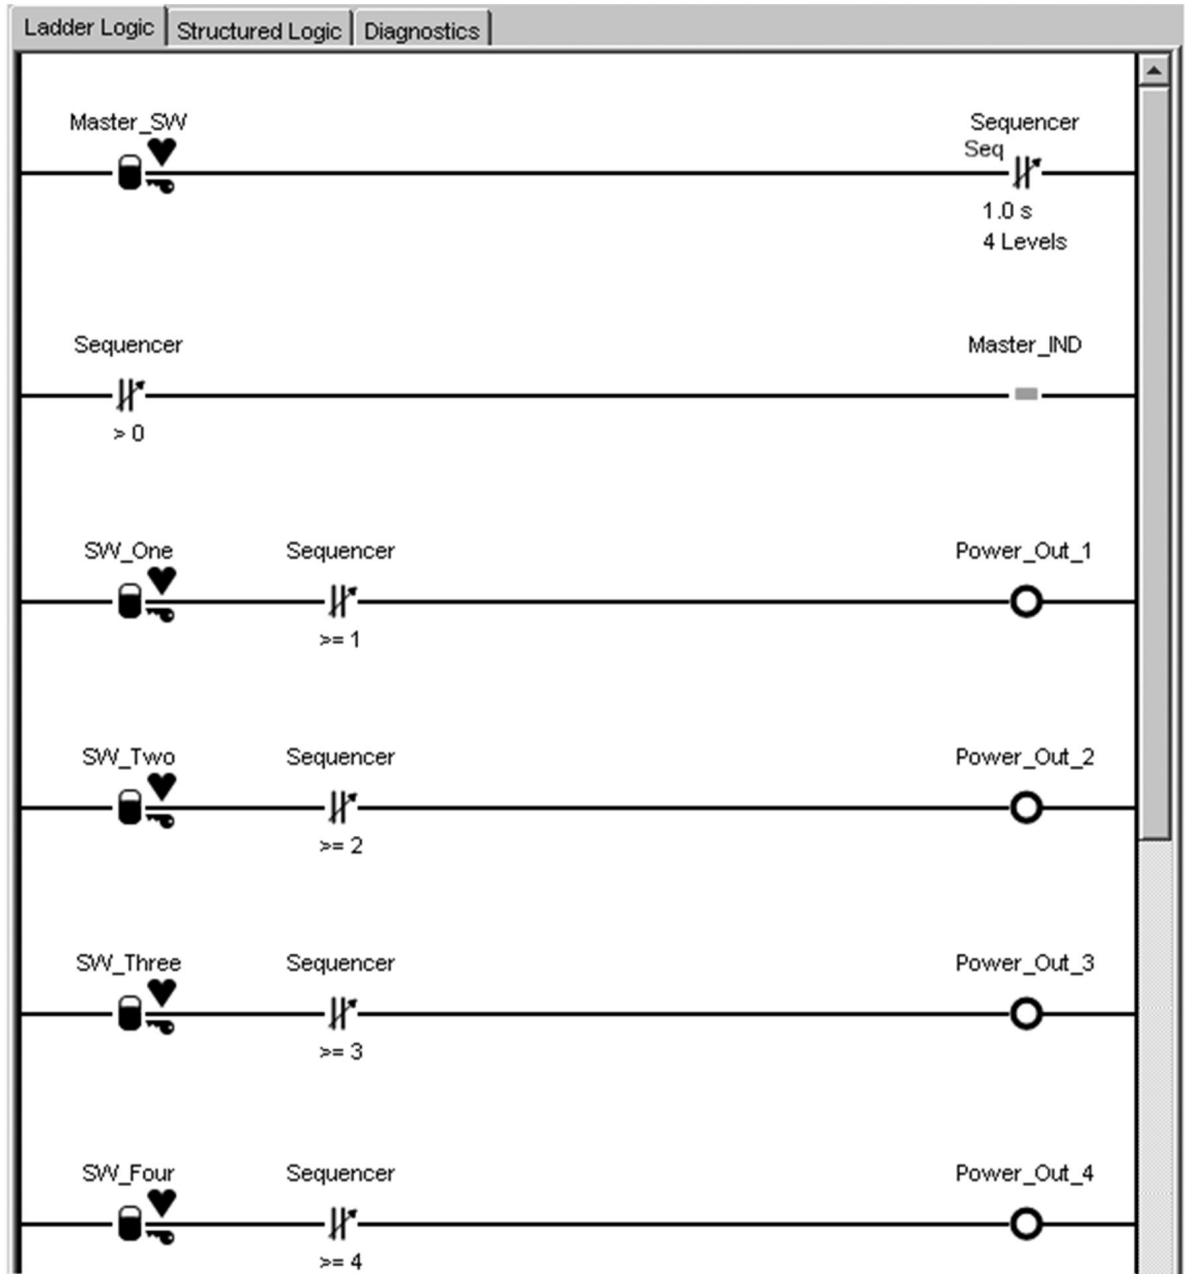 Ladder Logic Structured Logic Diagnostics
Master_SW Sequencer
Seq
1.0 s
4 Levels
Sequencer Master_IND
> 0
SW_One Sequencer Power_Out_1
>= 1
SW_Two Sequencer Power_Out_2
>= 2
SW_Three Sequencer Power_Out_3
>= 3
SW_Four Sequencer Power_Out_4
>= 4